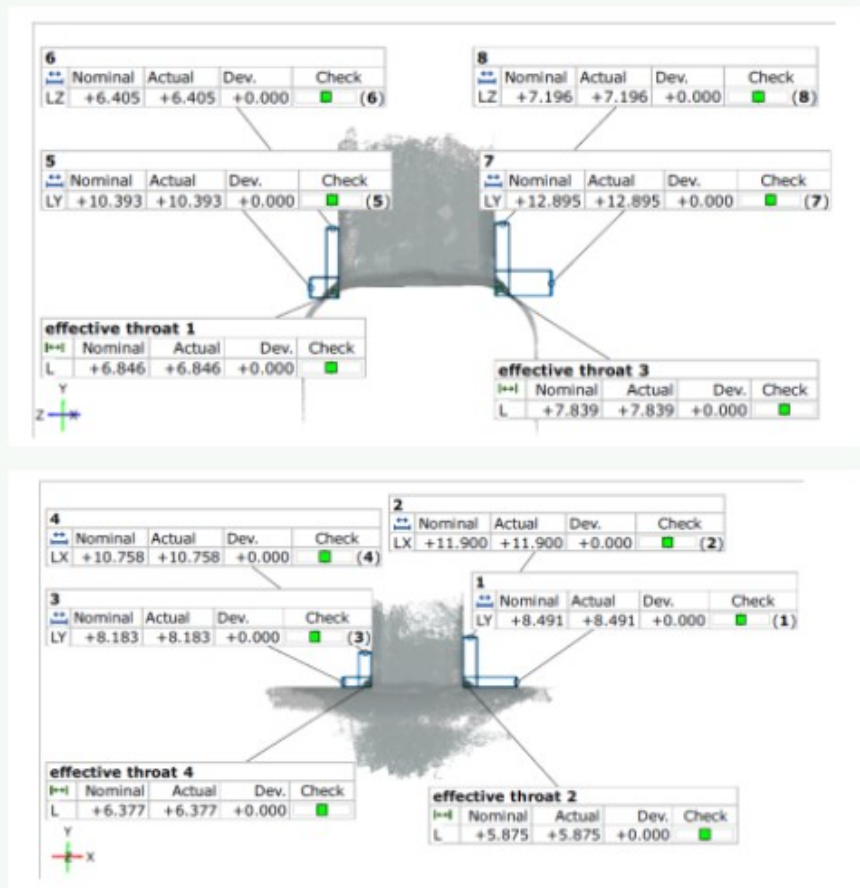 6
Nominal Actual Dev. Check
LZ +6.405 +6.405 +0.000 (6)
8
Nominal Actual Dev. Check
LZ +7.196 +7.196 +0.000 (8)
5
Nominal Actual Dev. Check
LY +10.393 +10.393 +0.000 (5)
7
Nominal Actual Dev. Check
LY +12.895 +12.895 +0.000 (7)
effective throat 1
Nominal Actual Dev. Check
L +6.846 +6.846 +0.000
effective throat 3
Nominal Actual Dev. Check
L +7.839 +7.839 +0.000
Y
Z X
4
Nominal Actual Dev. Check
LX +10.758 +10.758 +0.000 (4)
2
Nominal Actual Dev. Check
LX +11.900 +11.900 +0.000 (2)
3
Nominal Actual Dev. Check
LY +8.183 +8.183 +0.000 (3)
1
Nominal Actual Dev. Check
LY +8.491 +8.491 +0.000 (1)
effective throat 4
Nominal Actual Dev. Check
L +6.377 +6.377 +0.000
effective throat 2
Nominal Actual Dev. Check
L +5.875 +5.875 +0.000
Y
Z X